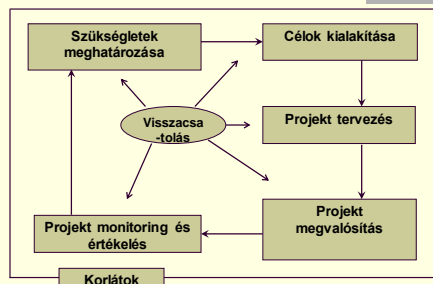 Szükségletek
meghatározása
Célok kialakítása
Visszacsa
-tolás
Projekt tervezés
Projekt monitoring és
értékelés
Projekt
megvalósítás
Korlátok